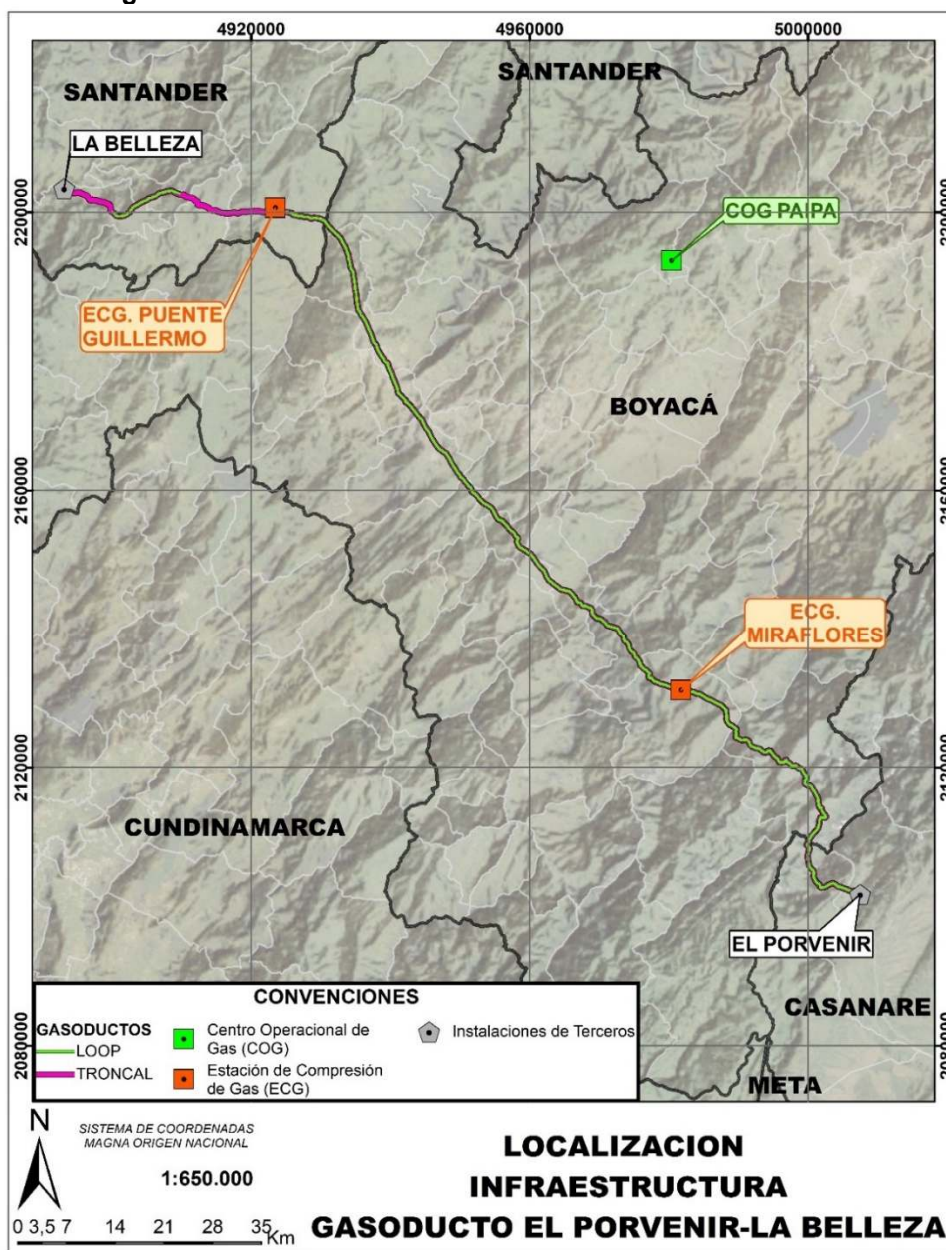 4920000
4960000
5000000
SANTANDER
SANTANDER
LA BELLEZA
2200000
2200000
COG PAIPA
ECG. PUENTE
GUILLERMO
BOYACÁ
2160000
2160000
ECG.
MIRAFLORES
2120000
2120000
CUNDINAMARCA
EL PORVENIR
CASANARE
META
2080000
2080000
CONVENCIONES
GASODUCTOS
LOOP
TRONCAL
Centro Operacional de
Gas (COG)
Estación de Compresión
de Gas (ECG)
Instalaciones de Terceros
N
SISTEMA DE COORDENADAS
MAGNA ORIGEN NACIONAL
1:650.000
0 3,5 7 14 21 28 35 Km
LOCALIZACION
INFRAESTRUCTURA
GASODUCTO EL PORVENIR-LA BELLEZA